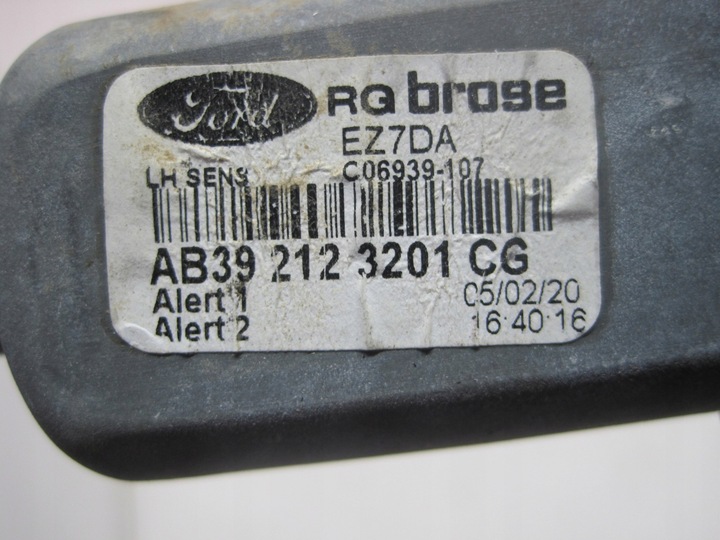 Ford RG brose
EZ7DA
LH SENS C06939-107
AB39 212 3201 CG
Alert 1 05/02/20
Alert 2 16:40:16